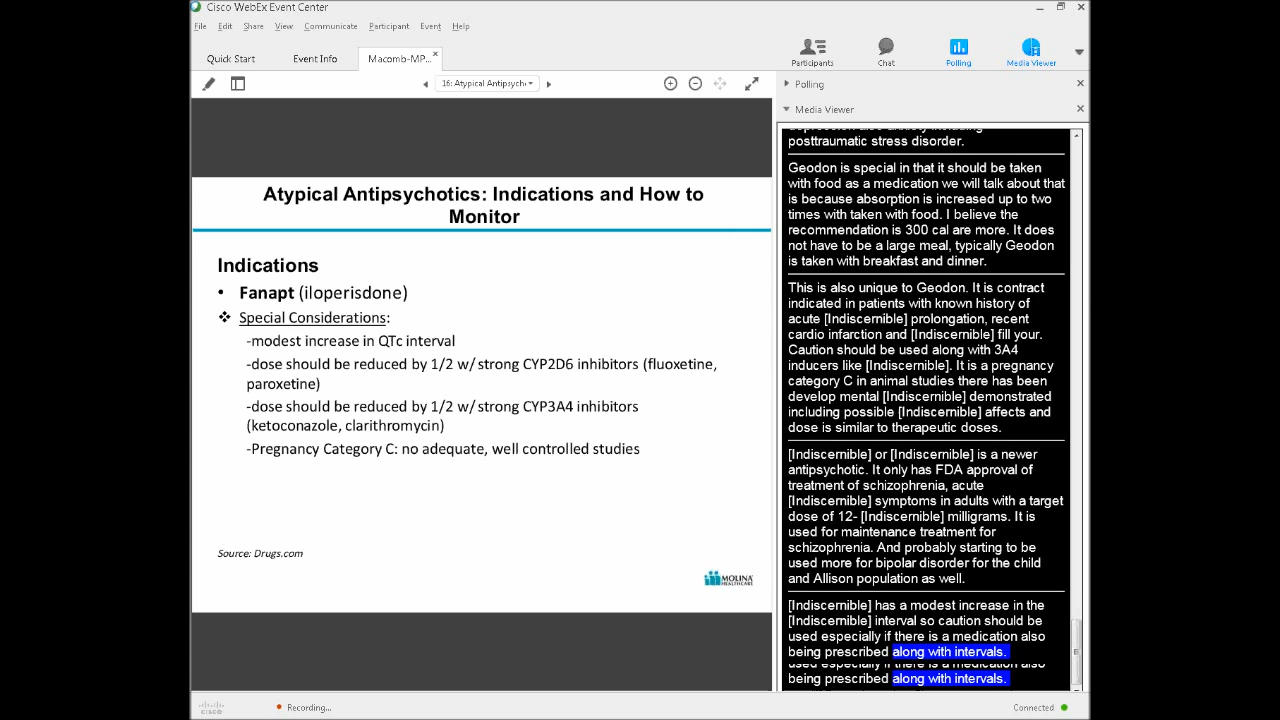 Cisco WebEx Event Center
File Edit Share View Communicate Participant Event Help
Quick Start Event Info Macomb-MP...
Participants Chat Polling Media Viewer
16: Atypical Antipsych
Polling
Media Viewer
Atypical Antipsychotics: Indications and How to
Monitor
Indications
• Fanapt (iloperisdone)
❖ Special Considerations:
-modest increase in QTc interval
-dose should be reduced by 1/2 w/ strong CYP2D6 inhibitors (fluoxetine,
paroxetine)
-dose should be reduced by 1/2 w/ strong CYP3A4 inhibitors
(ketoconazole, clarithromycin)
-Pregnancy Category C: no adequate, well controlled studies
Source: Drugs.com
MOLINA
HEALTHCARE
depression also anxiety including
posttraumatic stress disorder.
Geodon is special in that it should be taken
with food as a medication we will talk about that
is because absorption is increased up to two
times with taken with food. I believe the
recommendation is 300 cal are more. It does
not have to be a large meal, typically Geodon
is taken with breakfast and dinner.
This is also unique to Geodon. It is contract
indicated in patients with known history of
acute [Indiscernible] prolongation, recent
cardio infarction and [Indiscernible] fill your.
Caution should be used along with 3A4
inducers like [Indiscernible]. It is a pregnancy
category C in animal studies there has been
develop mental [Indiscernible] demonstrated
including possible [Indiscernible] affects and
dose is similar to therapeutic doses.
[Indiscernible] or [Indiscernible] is a newer
antipsychotic. It only has FDA approval of
treatment of schizophrenia, acute
[Indiscernible] symptoms in adults with a target
dose of 12- [Indiscernible] milligrams. It is
used for maintenance treatment for
schizophrenia. And probably starting to be
used more for bipolar disorder for the child
and Allison population as well.
[Indiscernible] has a modest increase in the
[Indiscernible] interval so caution should be
used especially if there is a medication also
being prescribed along with intervals.
used especially if there is a medication also
being prescribed along with intervals.
CISCO
Recording...
Connected